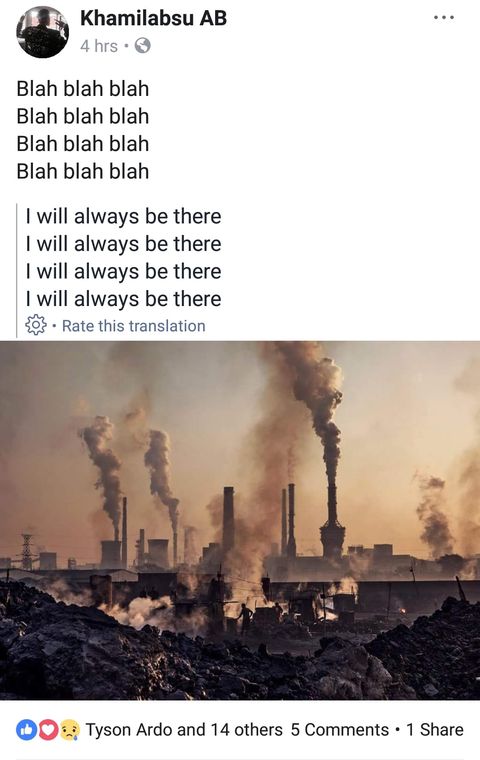 Khamilabsu AB
4 hrs •
Blah blah blah
Blah blah blah
Blah blah blah
Blah blah blah
I will always be there
I will always be there
I will always be there
I will always be there
• Rate this translation
Tyson Ardo and 14 others 5 Comments • 1 Share